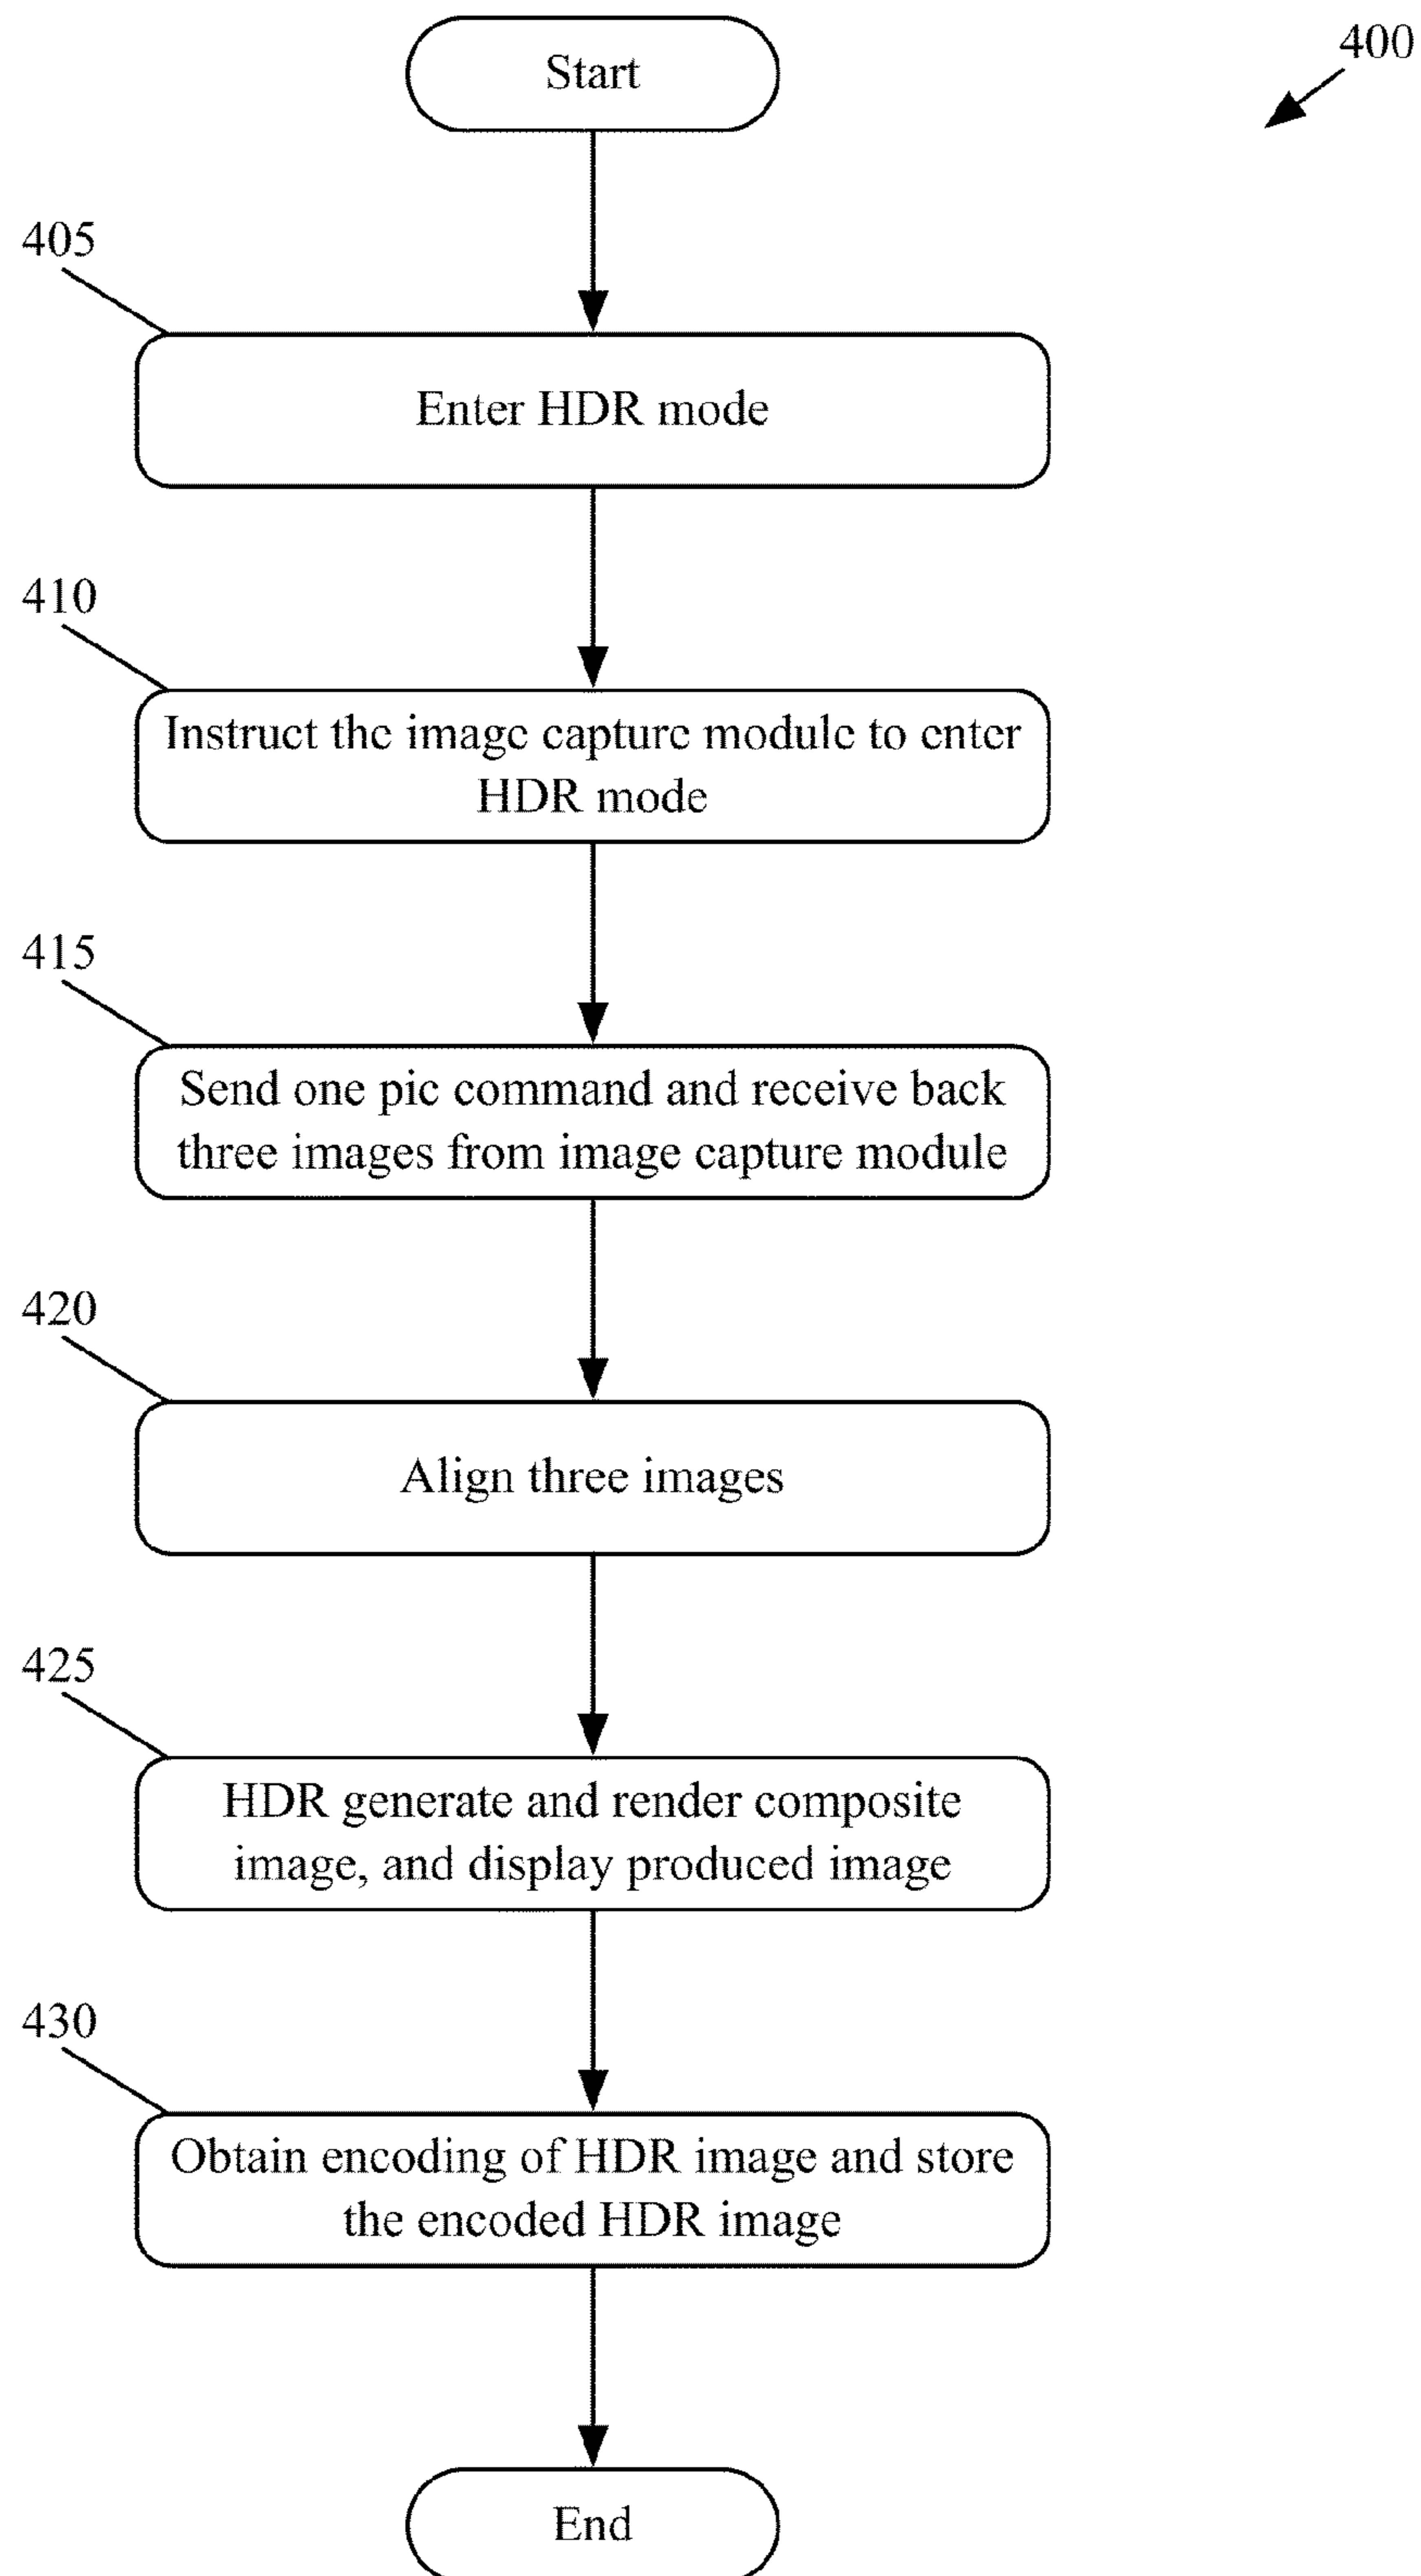 400
Start
405
Enter HDR mode
410
Instruct the image capture module to enter
HDR mode
415
Send one pic command and receive back
three images from image capture module
420
Align three images
425
HDR generate and render composite
image, and display produced image
430
Obtain encoding of HDR image and store
the encoded HDR image
End